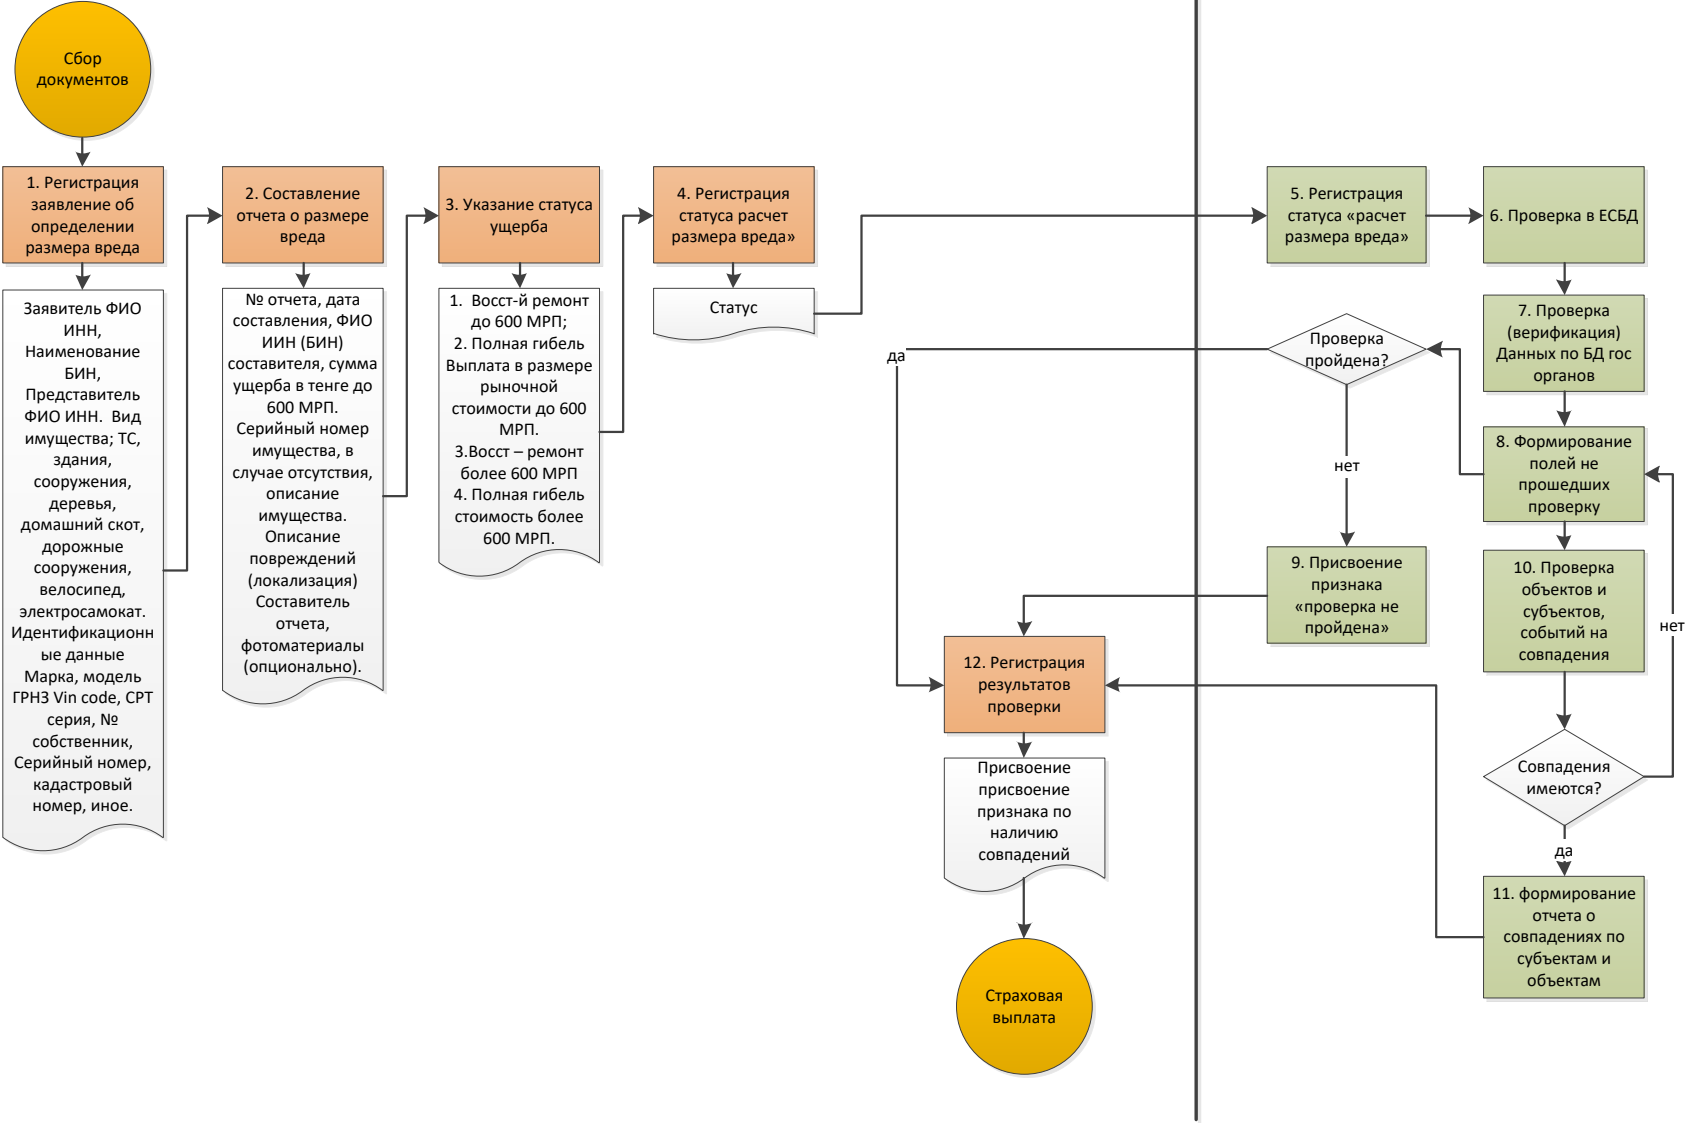 Сбор
документов
1. Регистрация
заявление об
определении
размера вреда
Заявитель ФИО
ИНН,
Наименование
БИН,
Представитель
ФИО ИНН.  Вид
имущества; ТС,
здания,
сооружения,
деревья,
домашний скот,
дорожные
сооружения,
велосипед,
электросамокат.
Идентификационн
ые данные
Марка, модель
ГРНЗ Vin code, СРТ
серия, №
собственник,
Серийный номер,
кадастровый
номер, иное.
2. Составление
отчета о размере
вреда
№ отчета, дата
составления, ФИО
ИИН (БИН)
составителя, сумма
ущерба в тенге до
600 МРП.
Серийный номер
имущества, в
случае отсутствия,
описание
имущества.
Описание
повреждений
(локализация)
Составитель
отчета,
фотоматериалы
(опционально).
3. Указание статуса
ущерба
1.  Восст-й ремонт
до 600 МРП;
2. Полная гибель
Выплата в размере
рыночной
стоимости до 600
МРП.
3.Восст – ремонт
более 600 МРП
4. Полная гибель
стоимость более
600 МРП.
4. Регистрация
статуса расчет
размера вреда»
Статус
5. Регистрация
статуса «расчет
размера вреда»
6. Проверка в ЕСБД
7. Проверка
(верификация)
Данных по БД гос
органов
8. Формирование
полей не
прошедших
проверку
Проверка
пройдена?
да
нет
9. Присвоение
признака
«проверка не
пройдена»
10. Проверка
объектов и
субъектов,
событий на
совпадения
Совпадения
имеются?
нет
да
11. формирование
отчета о
совпадениях по
субъектам и
объектам
12. Регистрация
результатов
проверки
Присвоение
присвоение
признака по
наличию
совпадений
Страховая
выплата